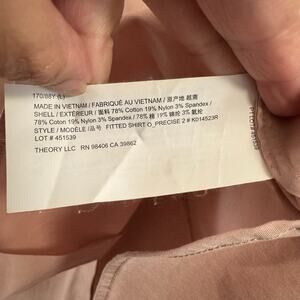 170/88Y (L)
MADE IN VIETNAM / FABRIQUÉ AU VIETNAM / 原产地 越南
SHELL / EXTÉRIEUR / 面料 78% Cotton 19% Nylon 3% Spandex /
78% Coton 19% Nylon 3% Spandex / 78% 棉 19% 锦纶 3% 氨纶
STYLE / MODÈLE /品号 FITTED SHIRT O_PRECISE 2 # K014523R
LOT # 451539
THEORY LLC RN 98406 CA 39862